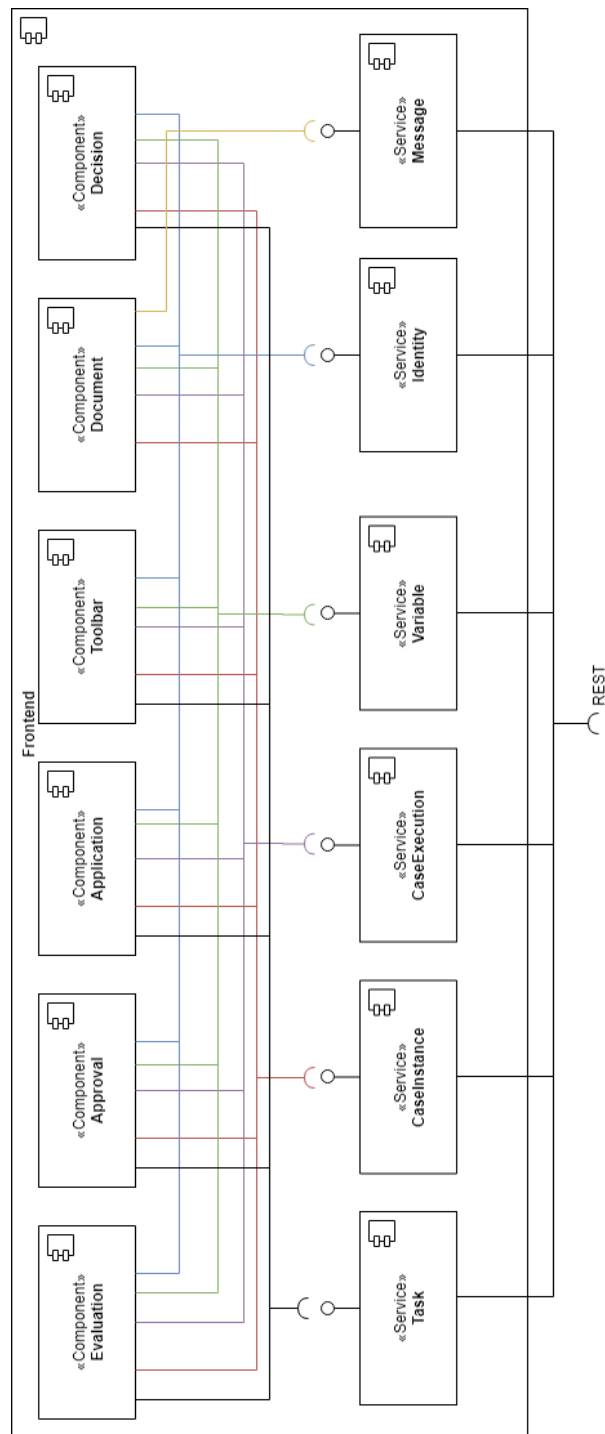 Frontend
«Component»
Evaluation
«Component»
Approval
«Component»
Application
«Component»
Toolbar
«Component»
Document
«Component»
Decision
«Service»
Task
«Service»
CaseInstance
«Service»
CaseExecution
«Service»
Variable
«Service»
Identity
«Service»
Message
REST